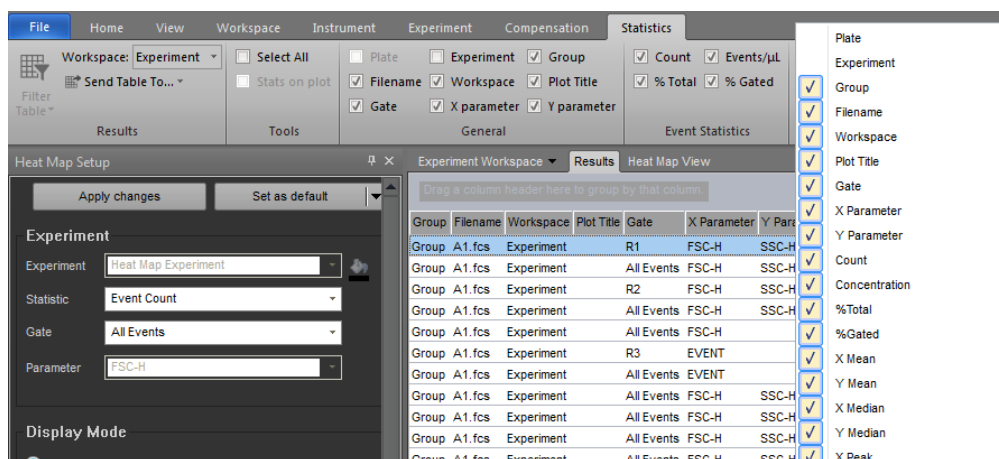 File Home View Workspace Instrument Experiment Compensation Statistics
Workspace: Experiment
Send Table To...
Filter Table
Results
Select All
Stats on plot
Tools
Plate Experiment Group
Filename Workspace Plot Title
Gate X parameter Y parameter
General
Count Events/µL
% Total % Gated
Event Statistics
Heat Map Setup
Apply changes Set as default
Experiment
Experiment Heat Map Experiment
Statistic Event Count
Gate All Events
Parameter FSC-H
Display Mode
Experiment Workspace Results Heat Map View
Drag a column header here to group by that column.
Group Filename Workspace Plot Title Gate X Parameter Y Para
Group A1.fcs Experiment R1 FSC-H SSC-H
Group A1.fcs Experiment All Events FSC-H SSC-H
Group A1.fcs Experiment R2 FSC-H SSC-H
Group A1.fcs Experiment All Events FSC-H SSC-H
Group A1.fcs Experiment All Events FSC-H
Group A1.fcs Experiment R3 EVENT
Group A1.fcs Experiment All Events EVENT
Group A1.fcs Experiment All Events FSC-H SSC-H
Group A1.fcs Experiment All Events FSC-H SSC-H
Group A1.fcs Experiment All Events FSC-H SSC-H
Group A1.fcs Experiment All Events FSC-H SSC-H
Plate
Experiment
Group
Filename
Workspace
Plot Title
Gate
X Parameter
Y Parameter
Count
Concentration
%Total
%Gated
X Mean
Y Mean
X Median
Y Median
X Peak